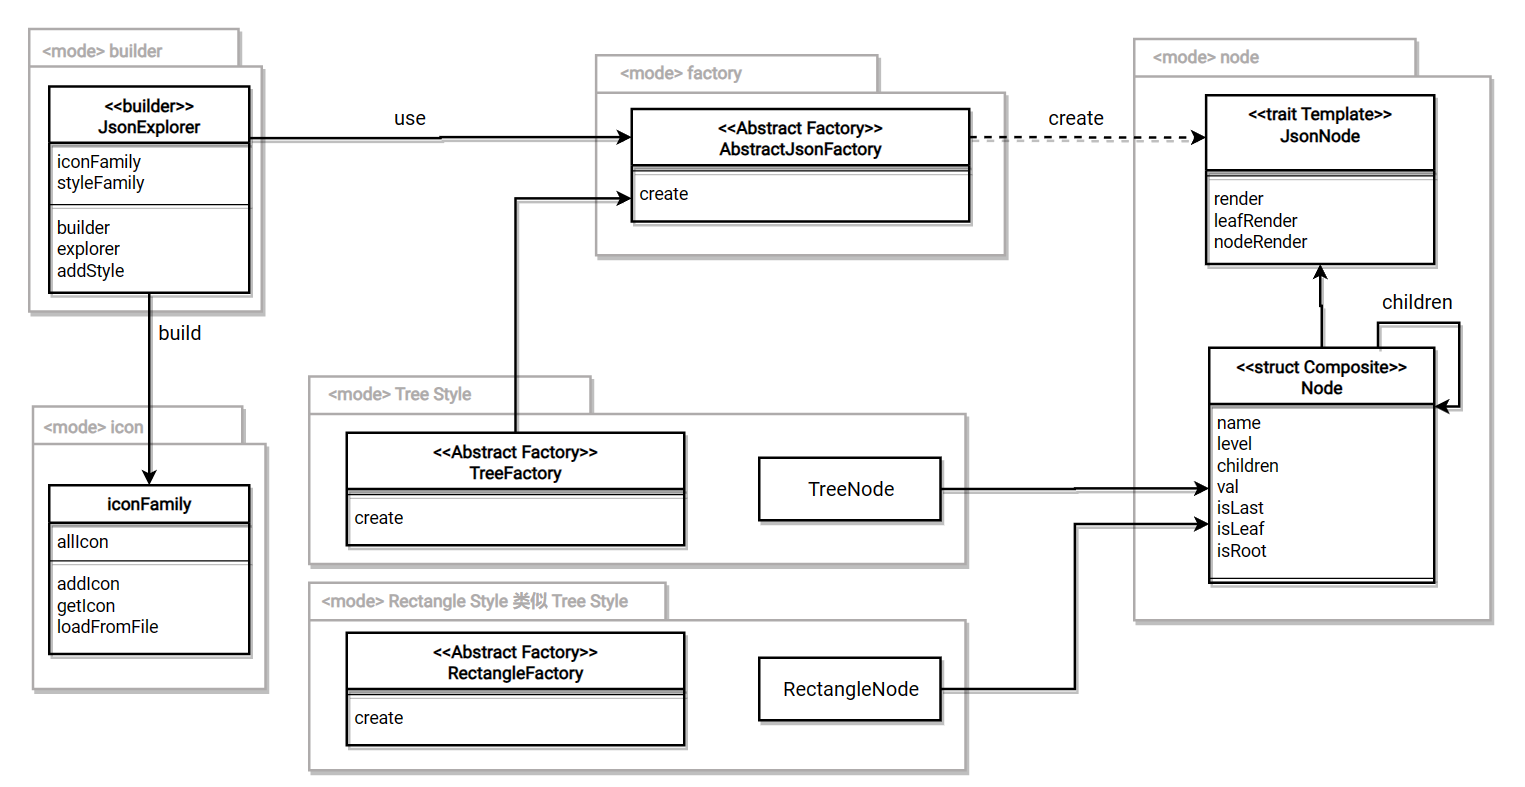 <mode> builder
<<builder>>
JsonExplorer
iconFamily
styleFamily
builder
explorer
addStyle
use
build
<mode> factory
<<Abstract Factory>>
AbstractJsonFactory
create
create
<mode> node
<<trait Template>>
JsonNode
render
leafRender
nodeRender
children
<<struct Composite>>
Node
name
level
children
val
isLast
isLeaf
isRoot
<mode> icon
iconFamily
allIcon
addIcon
getIcon
loadFromFile
<mode> Tree Style
<<Abstract Factory>>
TreeFactory
create
TreeNode
<mode> Rectangle Style 类似 Tree Style
<<Abstract Factory>>
RectangleFactory
create
RectangleNode